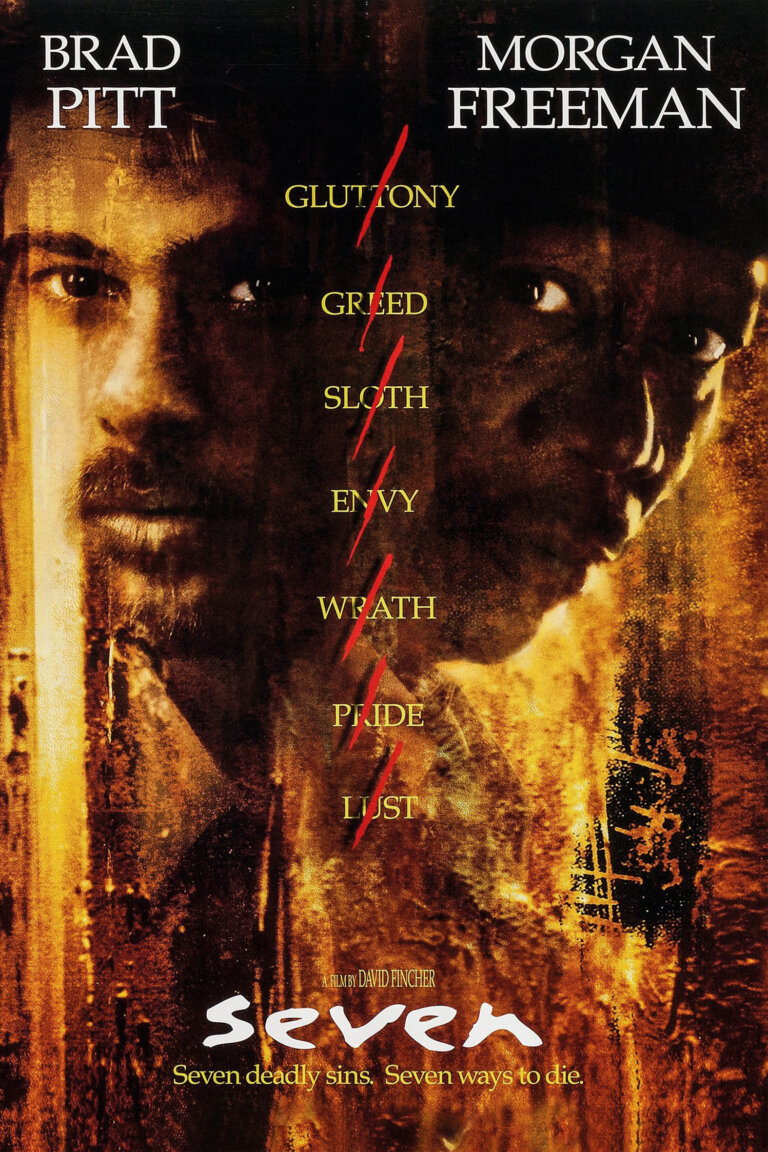 BRAD
PITT
MORGAN
FREEMAN
GLUTTONY
GREED
SLOTH
ENVY
WRATH
PRIDE
LUST
A FILM BY DAVID FINCHER
seven
Seven deadly sins. Seven ways to die.